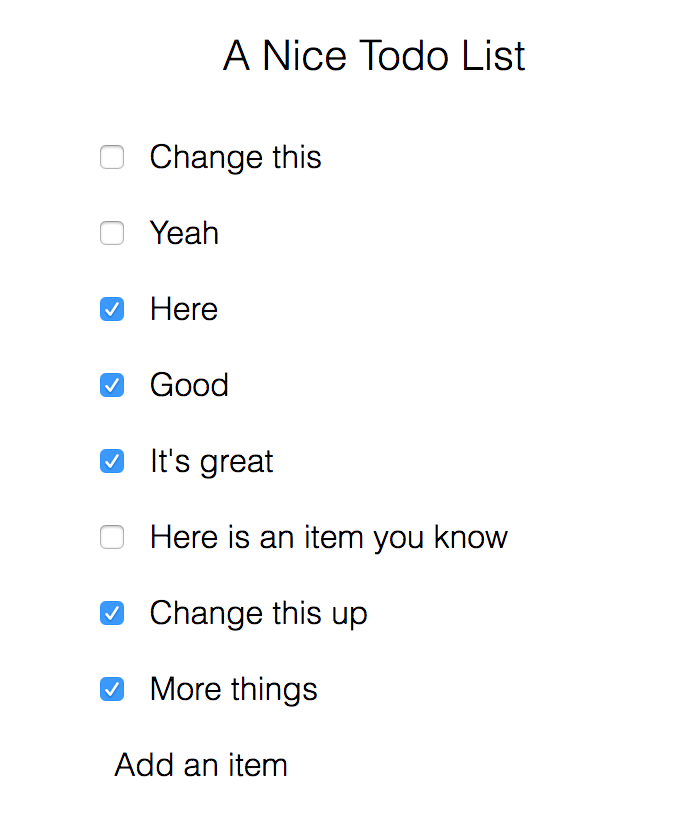 A Nice Todo List
Change this
Yeah
Here
Good
It's great
Here is an item you know
Change this up
More things
Add an item